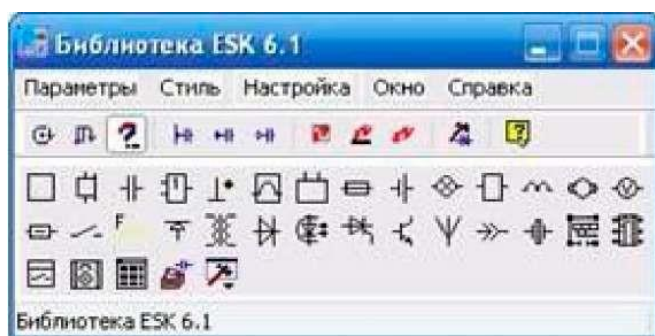 Библиотека ESK 6.1
Параметры Стиль Настройка Окно Справка
Библиотека ESK 6.1